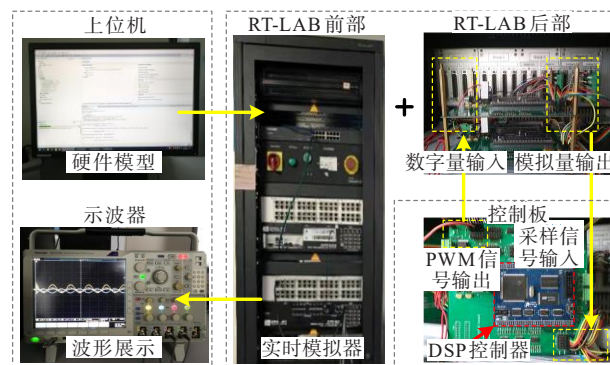 上位机
硬件模型
示波器
波形展示
RT-LAB前部
实时模拟器
RT-LAB后部
+
数字量输入
模拟量输出
控制板
PWM信
号输出
采样信
号输入
DSP控制器